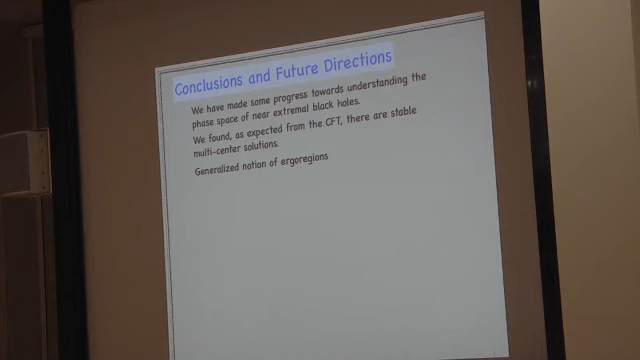 Conclusions and Future Directions
We have made some progress towards understanding the
phase space of near extremal black holes.
We found, as expected from the CFT, there are stable
multi-center solutions.
Generalized notion of ergoregions